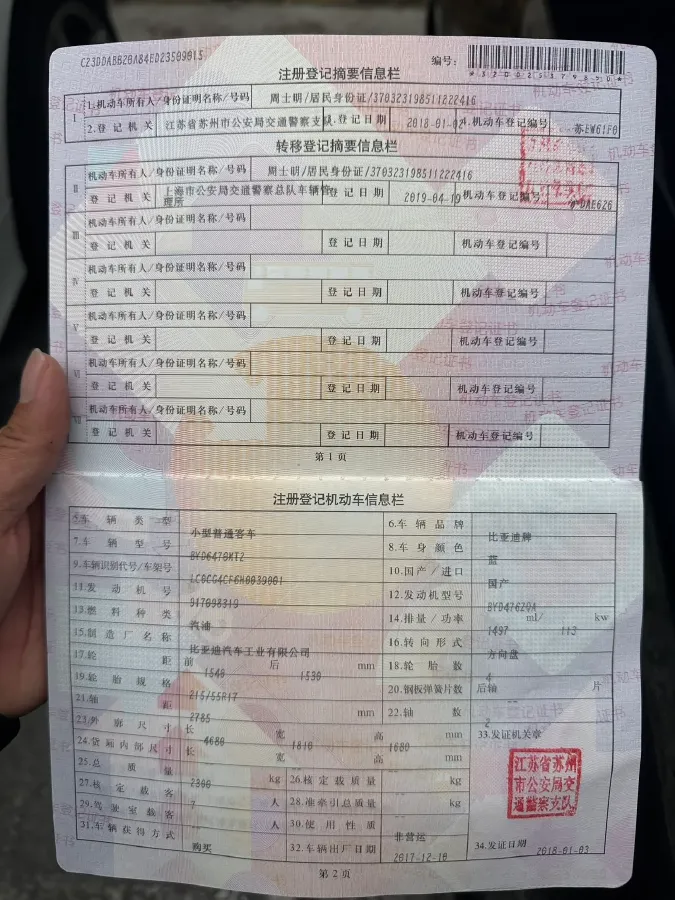 注册登记摘要信息栏
编号：
1.机动车所有人/身份证明名称/号码 周士明/居民身份证/370323198511222416
I
2.登记机关 江苏省苏州市公安局交通警察支队 3.登记日期 2018-01-02 4.机动车登记编号 苏EW61F0
转移登记摘要信息栏
机动车所有人/身份证明名称/号码 周士明/居民身份证/370323198511222416
II
登记机关 上海市公安局交通警察总队车辆管理所 登记日期 2019-04-19 机动车登记编号 DAE626
机动车所有人/身份证明名称/号码
III
登记机关 登记日期 机动车登记编号
机动车所有人/身份证明名称/号码
IV
登记机关 登记日期 机动车登记编号
机动车所有人/身份证明名称/号码
V
登记机关 登记日期 机动车登记编号
机动车所有人/身份证明名称/号码
VI
登记机关 登记日期 机动车登记编号
机动车所有人/身份证明名称/号码
VII
登记机关 登记日期 机动车登记编号
第1页
注册登记机动车信息栏
5.车辆类型 小型普通客车 6.车辆品牌 比亚迪牌
7.车辆型号 BYD6470KT2 8.车身颜色 蓝
9.车辆识别代号/车架号 10.国产/进口 国产
11.发动机号 917098319 12.发动机型号 BYD476ZQA
13.燃料种类 汽油 14.排量/功率 1497 ml/ 113 kw
15.制造厂名称 比亚迪汽车工业有限公司 16.转向形式 方向盘
17.轮距 前 1546 后 1530 mm 18.轮胎数 4
19.轮胎规格 215/55R17 20.钢板弹簧片数 后轴 片
21.轴距 2785 mm 22.轴数 2
23.外廓尺寸 长 4680 宽 1810 高 1680 mm 33.发证机关章
24.货厢内部尺寸 长 宽 高 mm
江苏省苏州市公安局交通警察支队
25.总质量 2300 kg 26.核定载质量 kg
27.核定载客 7 人 28.准牵引总质量 kg
29.驾驶室载客 人 30.使用性质 非营运
31.车辆获得方式 购买 32.车辆出厂日期 2017-12-10 34.发证日期 2018-01-03
第2页